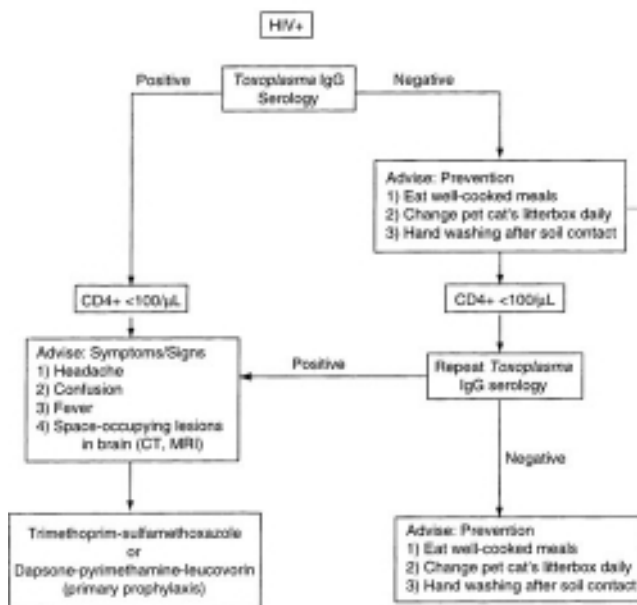 HIV+
Toxoplasma IgG
Serology
Positive
Negative
Advise: Prevention
1) Eat well-cooked meals
2) Change pet cat's litterbox daily
3) Hand washing after soil contact
CD4+ <100/µL
CD4+ <100/µL
Advise: Symptoms/Signs
1) Headache
2) Confusion
3) Fever
4) Space-occupying lesions
in brain (CT, MRI)
Positive
Repeat Toxoplasma
IgG serology
Negative
Trimethoprim-sulfamethoxazole
or
Dapsone-pyrimethamine-leucovorin
(primary prophylaxis)
Advise: Prevention
1) Eat well-cooked meals
2) Change pet cat's litterbox daily
3) Hand washing after soil contact